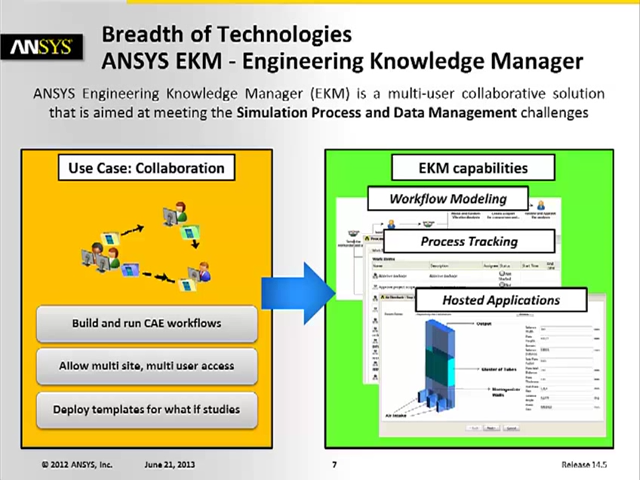 ANSYS
Breadth of Technologies
ANSYS EKM - Engineering Knowledge Manager
ANSYS Engineering Knowledge Manager (EKM) is a multi-user collaborative solution
that is aimed at meeting the Simulation Process and Data Management challenges
Use Case: Collaboration
Build and run CAE workflows
Allow multi site, multi user access
Deploy templates for what if studies
EKM capabilities
Workflow Modeling
Process Tracking
Hosted Applications
Output
Cluster of Tubes
Air Intake
© 2012 ANSYS, Inc.
June 21, 2013
7
Release 14.5